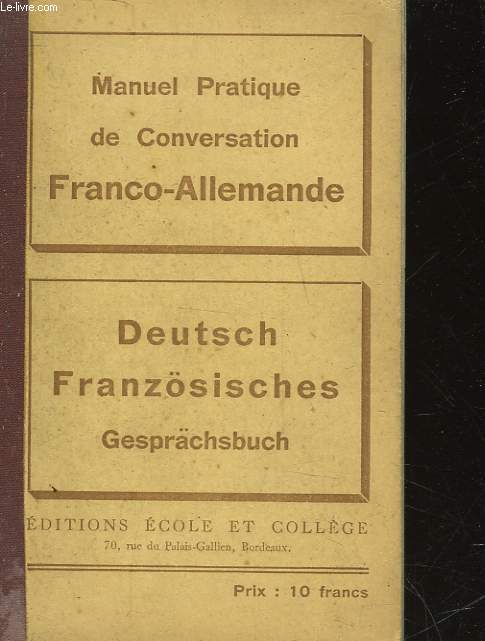 Le-livre.com
Manuel Pratique
de Conversation
Franco-Allemande
Deutsch
Französisches
Gesprächsbuch
ÉDITIONS ÉCOLE ET COLLÈGE
70, rue du Palais-Gallien, Bordeaux.
Prix : 10 francs